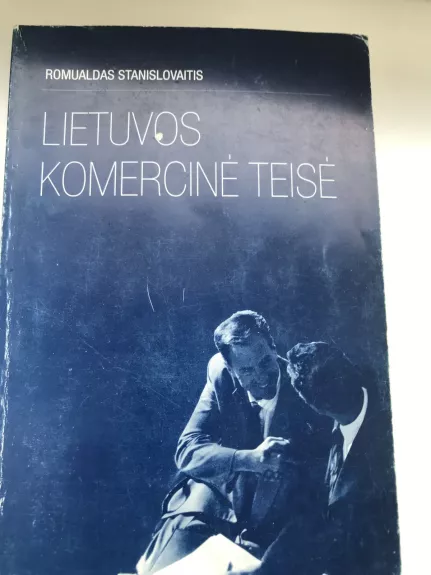 ROMUALDAS STANISLOVAITIS
LIETUVOS
KOMERCINĖ TEISĖ